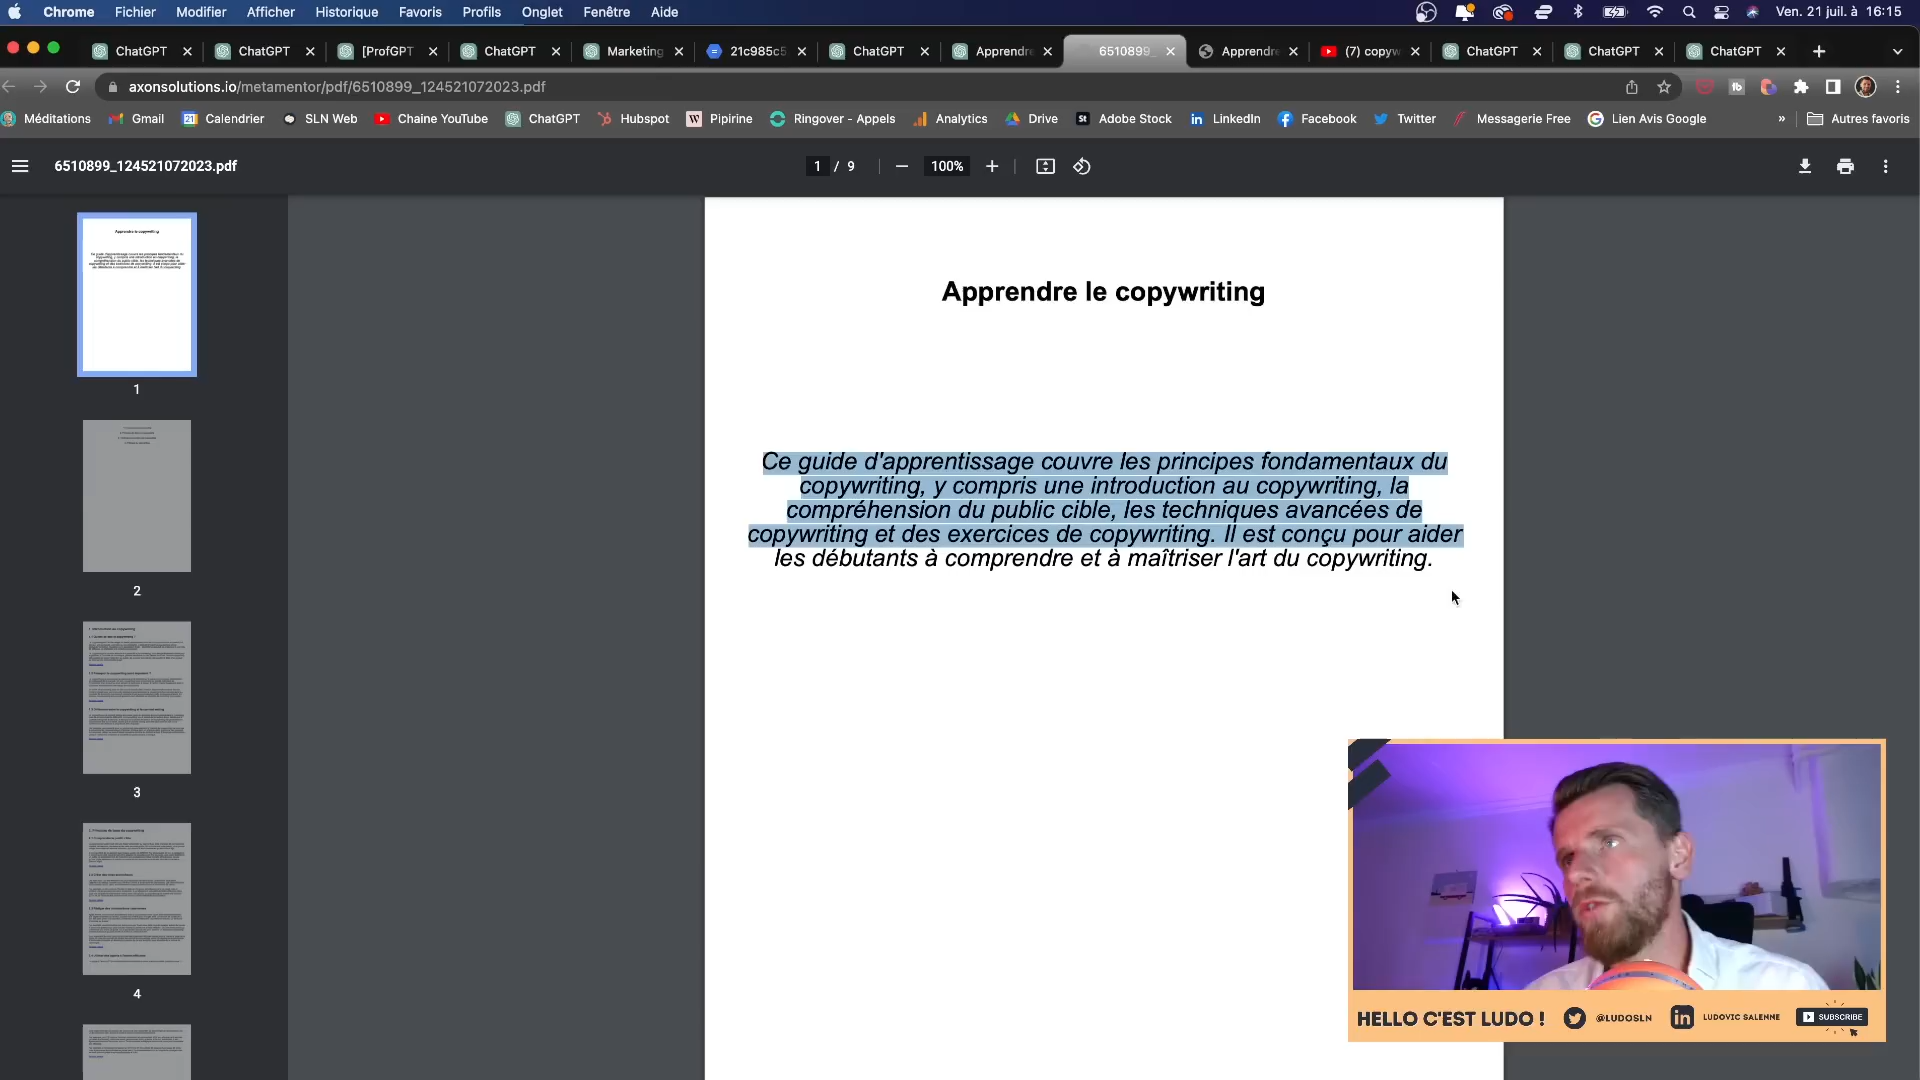 Chrome Fichier Modifier Afficher Historique Favoris Profils Onglet Fenêtre Aide Ven. 21 juil. à 16:15
ChatGPT ChatGPT [ProfGPT ChatGPT Marketing 21c985c5 ChatGPT Apprendre 6510899_ Apprendre (7) copyw ChatGPT ChatGPT ChatGPT
axonsolutions.io/metamentor/pdf/6510899_124521072023.pdf
Méditations Gmail Calendrier SLN Web Chaine YouTube ChatGPT Hubspot Pipirine Ringover - Appels Analytics Drive Adobe Stock LinkedIn Facebook Twitter Messagerie Free Lien Avis Google » Autres favoris
6510899_124521072023.pdf 1 / 9 100%
Apprendre le copywriting
Ce guide d'apprentissage couvre les principes fondamentaux du
copywriting, y compris une introduction au copywriting, la
compréhension du public cible, les techniques avancées de
copywriting et des exercices de copywriting. Il est conçu pour aider
les débutants à comprendre et à maîtriser l'art du copywriting.
1
2
3
4
HELLO C'EST LUDO ! @LUDOSLN LUDOVIC SALENNE SUBSCRIBE